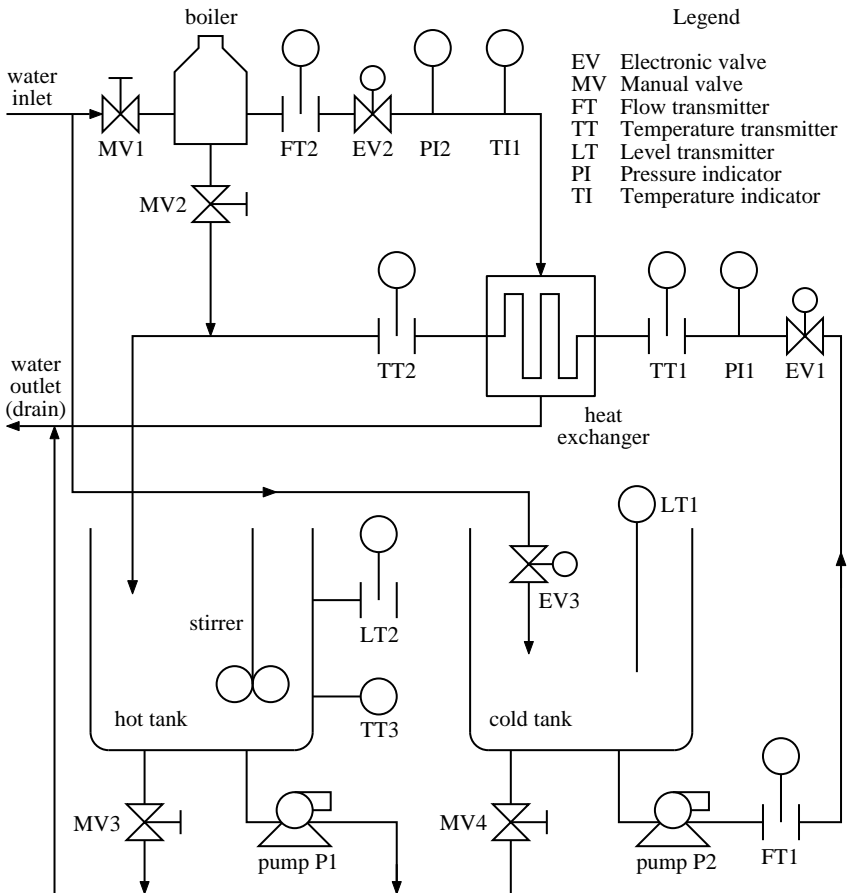 boiler
Legend
EV Electronic valve
MV Manual valve
FT Flow transmitter
TT Temperature transmitter
LT Level transmitter
PI Pressure indicator
TI Temperature indicator
water
inlet
MV1
FT2
EV2
PI2
TI1
MV2
TT2
TT1
PI1
EV1
water
outlet
(drain)
heat
exchanger
LT1
EV3
stirrer
LT2
hot tank
TT3
cold tank
MV3
pump P1
MV4
pump P2
FT1